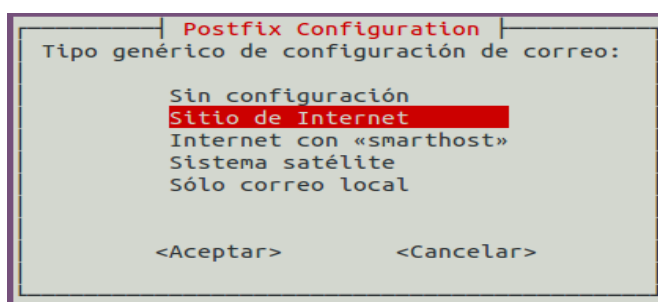 Postfix Configuration
Tipo genérico de configuración de correo:
Sin configuración
Sitio de Internet
Internet con «smarthost»
Sistema satélite
Sólo correo local
<Aceptar> <Cancelar>